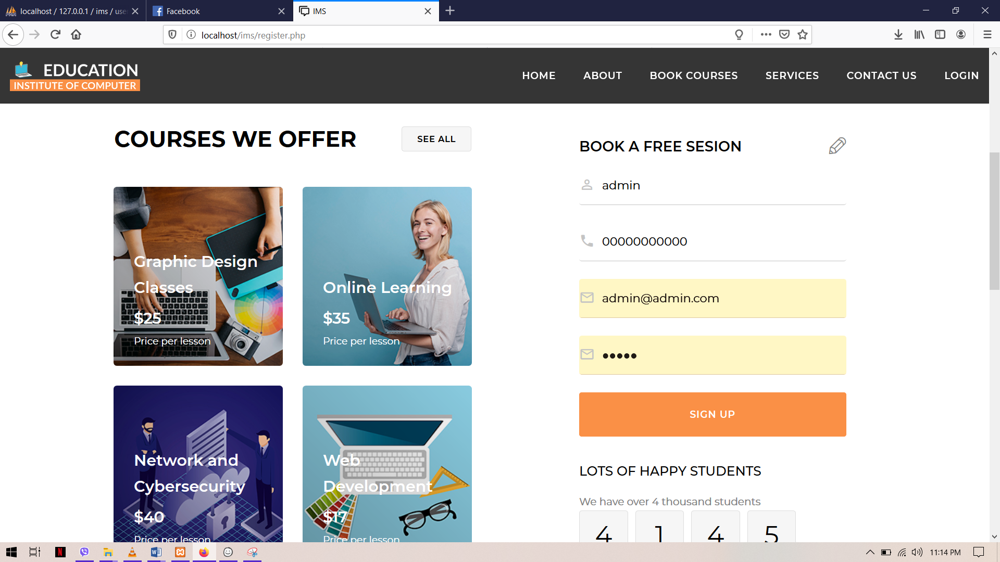 localhost / 127.0.0.1 / ims / use
Facebook
IMS
localhost/ims/register.php
EDUCATION
INSTITUTE OF COMPUTER
HOME
ABOUT
BOOK COURSES
SERVICES
CONTACT US
LOGIN
COURSES WE OFFER
SEE ALL
Graphic Design
Classes
$25
Price per lesson
Online Learning
$35
Price per lesson
Network and
Cybersecurity
$40
Price per lesson
Web
Development
$17
Price per lesson
BOOK A FREE SESION
admin
00000000000
admin@admin.com
•••••
SIGN UP
LOTS OF HAPPY STUDENTS
We have over 4 thousand students
4 1 4 5
11:14 PM